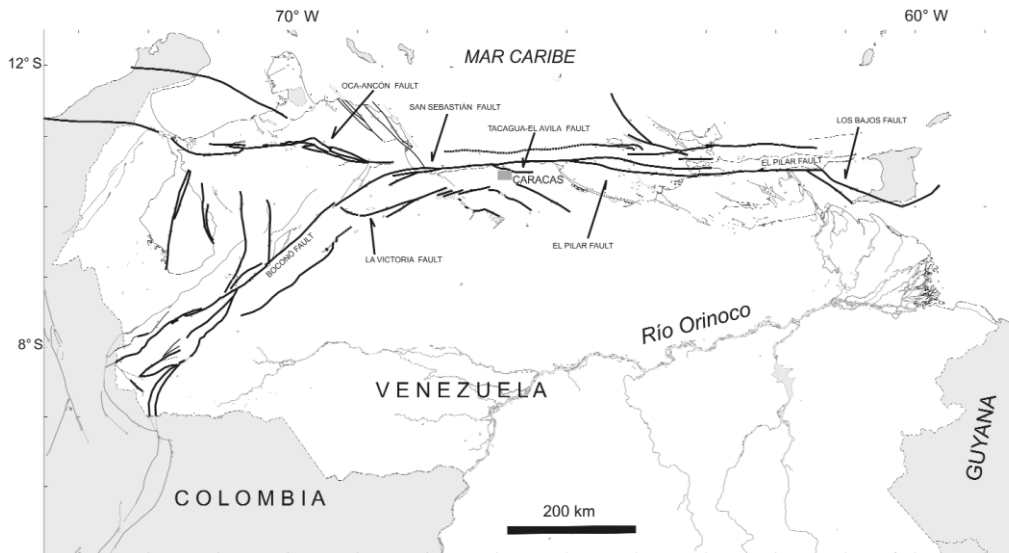 70° W
60° W
12° S
MAR CARIBE
OCA-ANCÓN FAULT
SAN SEBASTIÁN FAULT
TACAGUA-EL AVILA FAULT
LOS BAJOS FAULT
EL PILAR FAULT
CARACAS
BOCONÓ FAULT
LA VICTORIA FAULT
EL PILAR FAULT
8° S
Río Orinoco
VENEZUELA
GUYANA
COLOMBIA
200 km